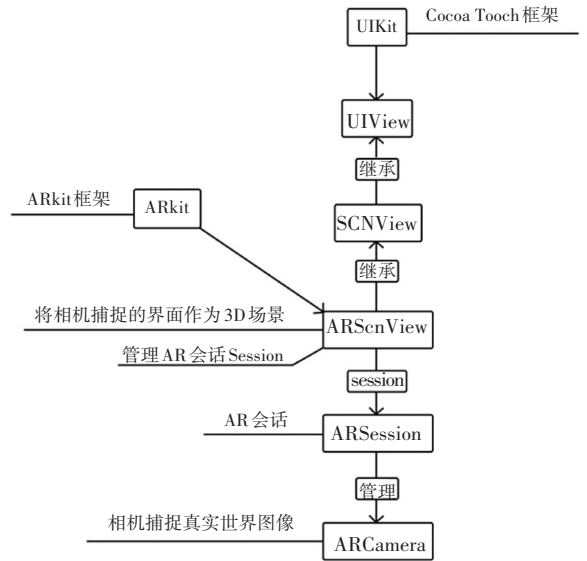 UIKit
Cocoa Tooch框架
UIView
继承
ARkit框架
ARkit
SCNView
继承
将相机捕捉的界面作为3D场景
ARScnView
管理AR会话Session
session
AR会话
ARSession
管理
相机捕捉真实世界图像
ARCamera